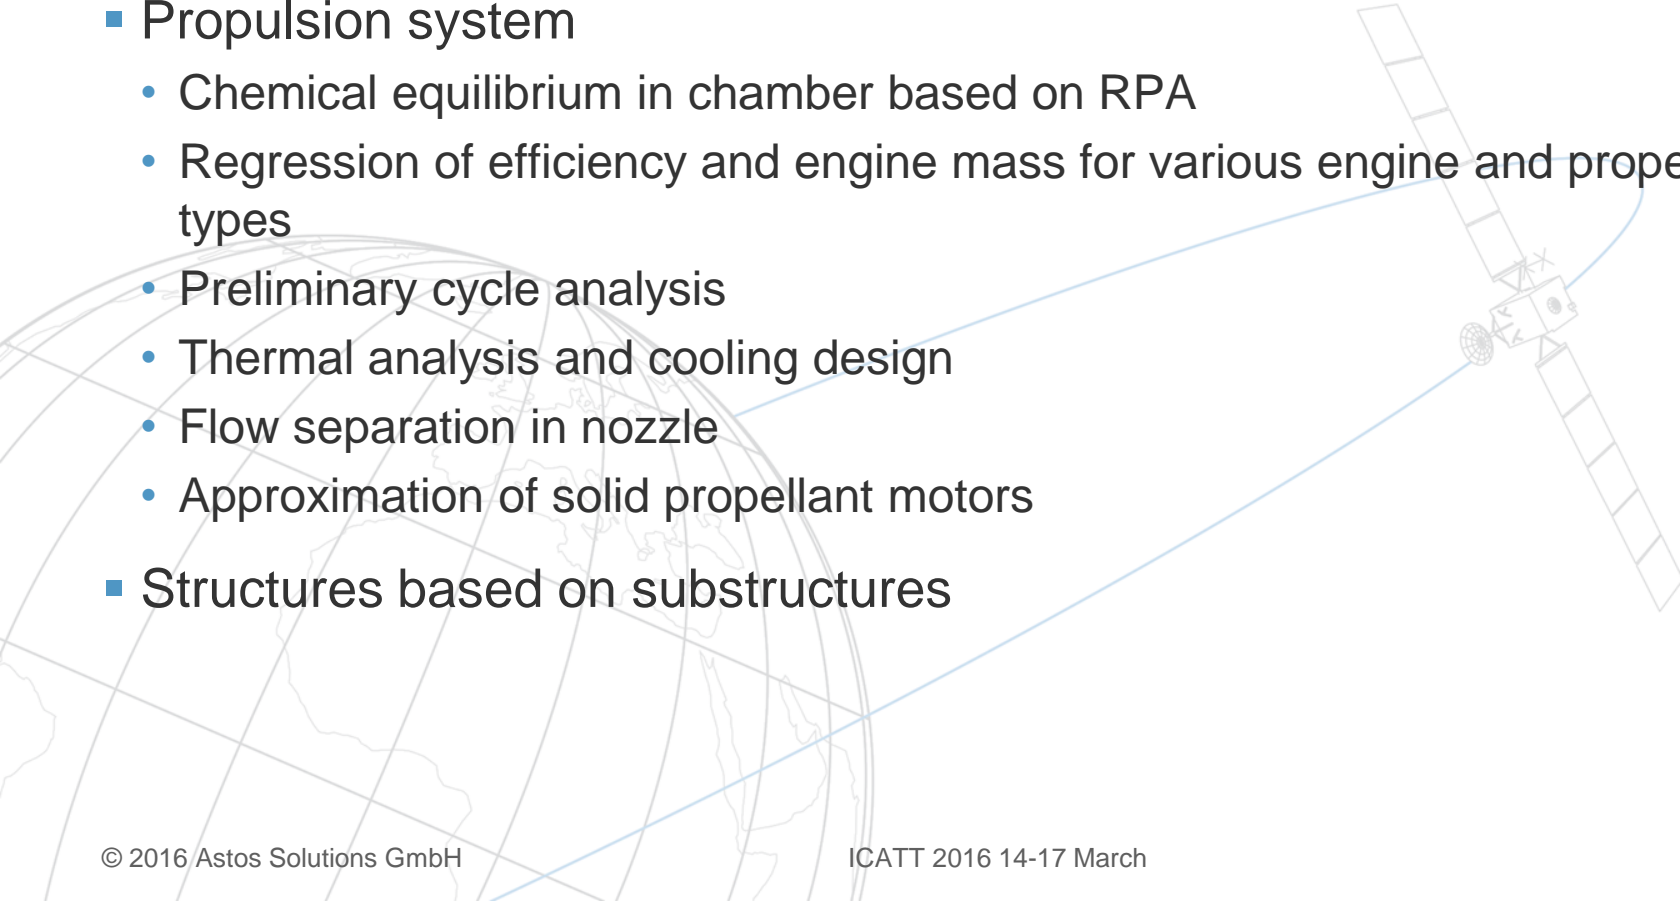 Propulsion system
Chemical equilibrium in chamber based on RPA
Regression of efficiency and engine mass for various engine and prope
types
Preliminary cycle analysis
Thermal analysis and cooling design
Flow separation in nozzle
Approximation of solid propellant motors
Structures based on substructures
© 2016 Astos Solutions GmbH
ICATT 2016 14-17 March